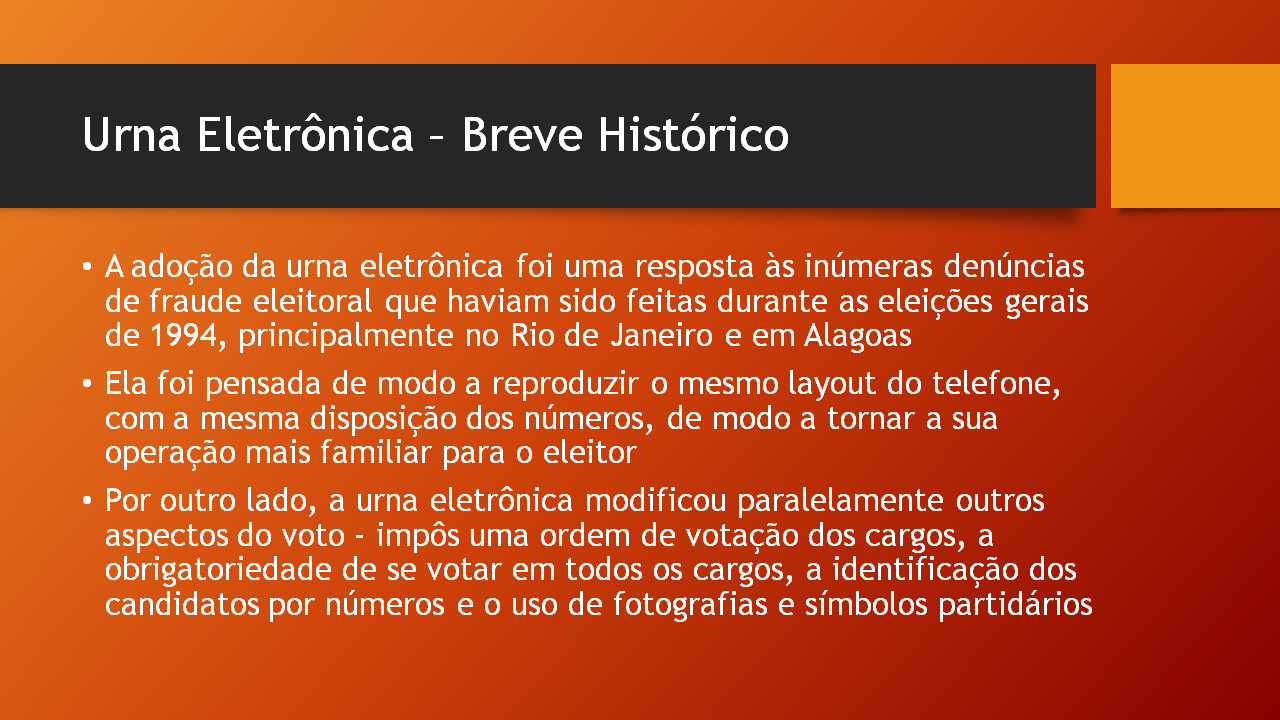 Urna Eletrônica – Breve Histórico
• A adoção da urna eletrônica foi uma resposta às inúmeras denúncias
de fraude eleitoral que haviam sido feitas durante as eleições gerais
de 1994, principalmente no Rio de Janeiro e em Alagoas
• Ela foi pensada de modo a reproduzir o mesmo layout do telefone,
com a mesma disposição dos números, de modo a tornar a sua
operação mais familiar para o eleitor
• Por outro lado, a urna eletrônica modificou paralelamente outros
aspectos do voto - impôs uma ordem de votação dos cargos, a
obrigatoriedade de se votar em todos os cargos, a identificação dos
candidatos por números e o uso de fotografias e símbolos partidários